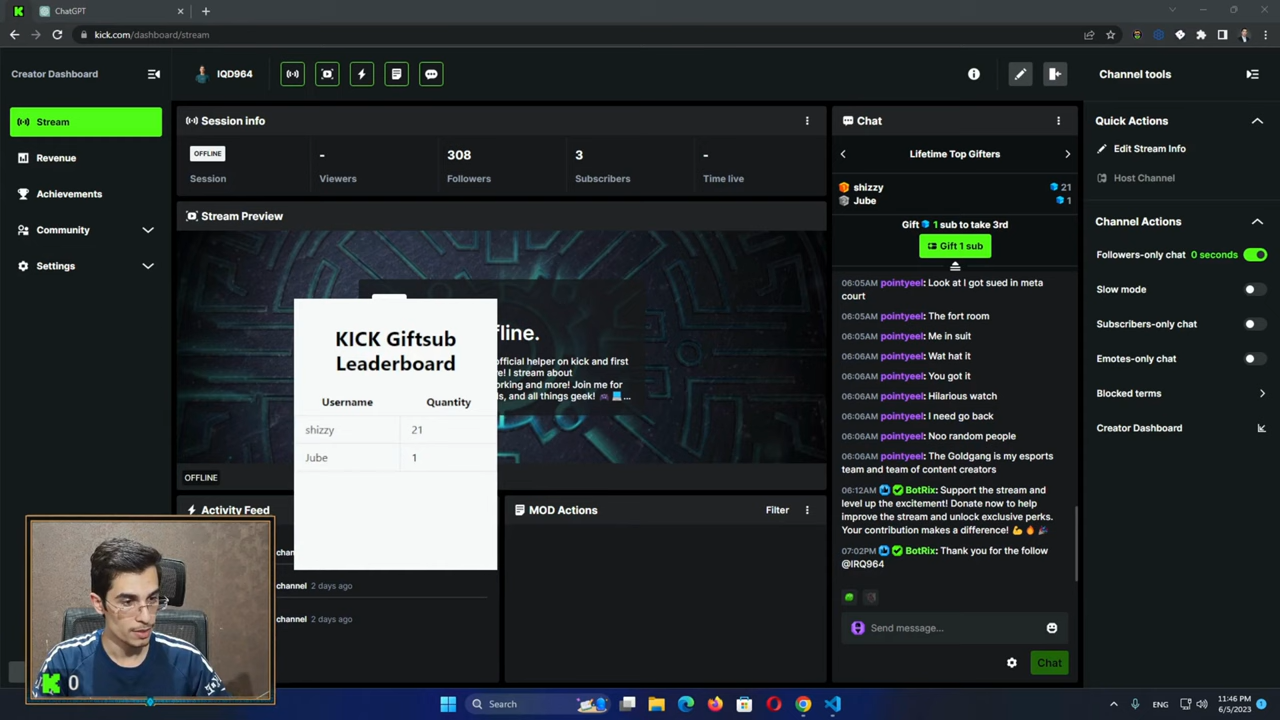 ChatGPT
kick.com/dashboard/stream
Creator Dashboard
IQD964
Channel tools
Stream
Revenue
Achievements
Community
Settings
Session info
OFFLINE
-
308
3
-
Session
Viewers
Followers
Subscribers
Time live
Stream Preview
fline.
official helper on kick and first
! I stream about
orking and more! Join me for
s, and all things geek! 🎮 💻...
OFFLINE
KICK Giftsub
Leaderboard
Username
Quantity
shizzy
21
Jube
1
Activity Feed
channel 2 days ago
channel 2 days ago
MOD Actions
Filter
Chat
Lifetime Top Gifters
shizzy
21
Jube
1
Gift 1 sub to take 3rd
Gift 1 sub
06:05AM pointyeel: Look at I got sued in meta
court
06:05AM pointyeel: The fort room
06:05AM pointyeel: Me in suit
06:06AM pointyeel: Wat hat it
06:06AM pointyeel: You got it
06:06AM pointyeel: Hilarious watch
06:06AM pointyeel: I need go back
06:06AM pointyeel: Noo random people
06:06AM pointyeel: The Goldgang is my esports
team and team of content creators
06:12AM BotRix: Support the stream and
level up the excitement! Donate now to help
improve the stream and unlock exclusive perks.
Your contribution makes a difference! 💪 🔥 🎉
07:02PM BotRix: Thank you for the follow
@IRQ964
Send message...
Chat
Quick Actions
Edit Stream Info
Host Channel
Channel Actions
Followers-only chat 0 seconds
Slow mode
Subscribers-only chat
Emotes-only chat
Blocked terms
Creator Dashboard
K 0
Search
ENG
11:46 PM
6/5/2023